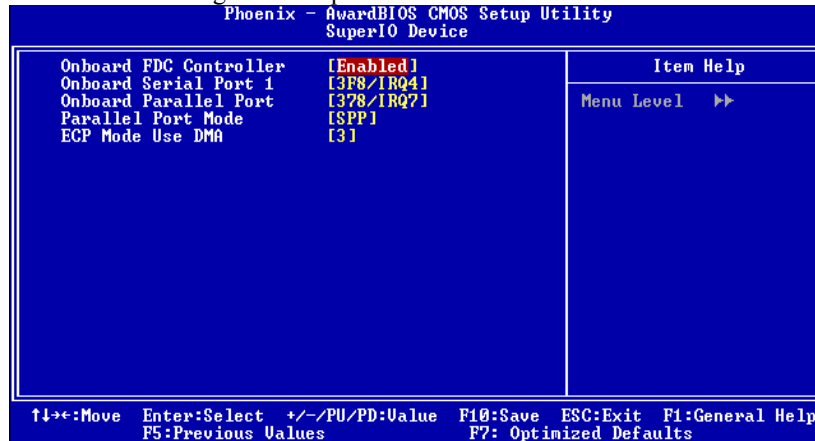 Phoenix - AwardBIOS CMOS Setup Utility
SuperIO Device
Onboard FDC Controller [Enabled]
Onboard Serial Port 1 [3F8/IRQ4]
Onboard Parallel Port [378/IRQ7]
Parallel Port Mode [SPP]
ECP Mode Use DMA [3]
Item Help
Menu Level ▶▶
↑↓→←:Move Enter:Select +/-/PU/PD:Value F10:Save ESC:Exit F1:General Help
F5:Previous Values F7: Optimized Defaults